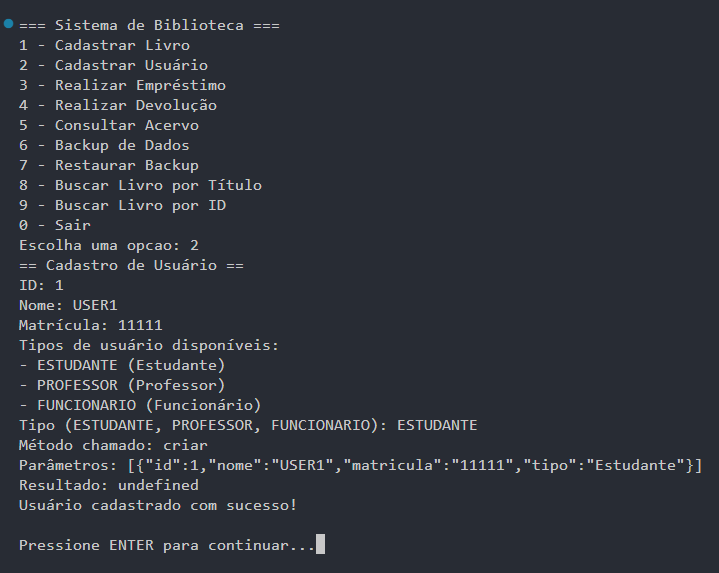 === Sistema de Biblioteca ===
1 - Cadastrar Livro
2 - Cadastrar Usuário
3 - Realizar Empréstimo
4 - Realizar Devolução
5 - Consultar Acervo
6 - Backup de Dados
7 - Restaurar Backup
8 - Buscar Livro por Título
9 - Buscar Livro por ID
0 - Sair
Escolha uma opcao: 2
== Cadastro de Usuário ==
ID: 1
Nome: USER1
Matrícula: 11111
Tipos de usuário disponíveis:
- ESTUDANTE (Estudante)
- PROFESSOR (Professor)
- FUNCIONARIO (Funcionário)
Tipo (ESTUDANTE, PROFESSOR, FUNCIONARIO): ESTUDANTE
Método chamado: criar
Parâmetros: [{"id":1,"nome":"USER1","matricula":"11111","tipo":"Estudante"}]
Resultado: undefined
Usuário cadastrado com sucesso!
Pressione ENTER para continuar...